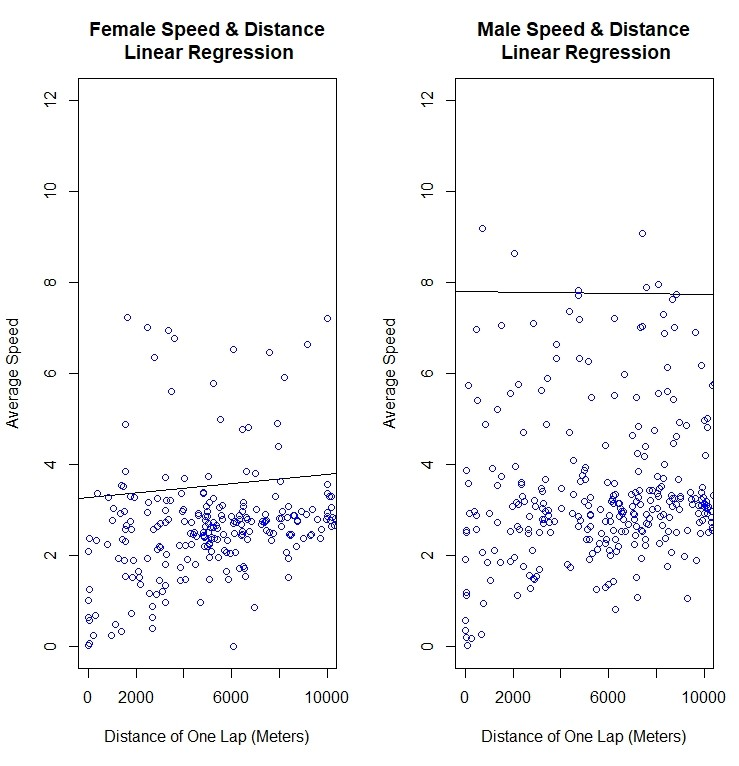 Female Speed & Distance
Linear Regression
Male Speed & Distance
Linear Regression
Average Speed
12
10
8
6
4
2
0
0 2000 6000 10000
Distance of One Lap (Meters)
Average Speed
12
10
8
6
4
2
0
0 2000 6000 10000
Distance of One Lap (Meters)